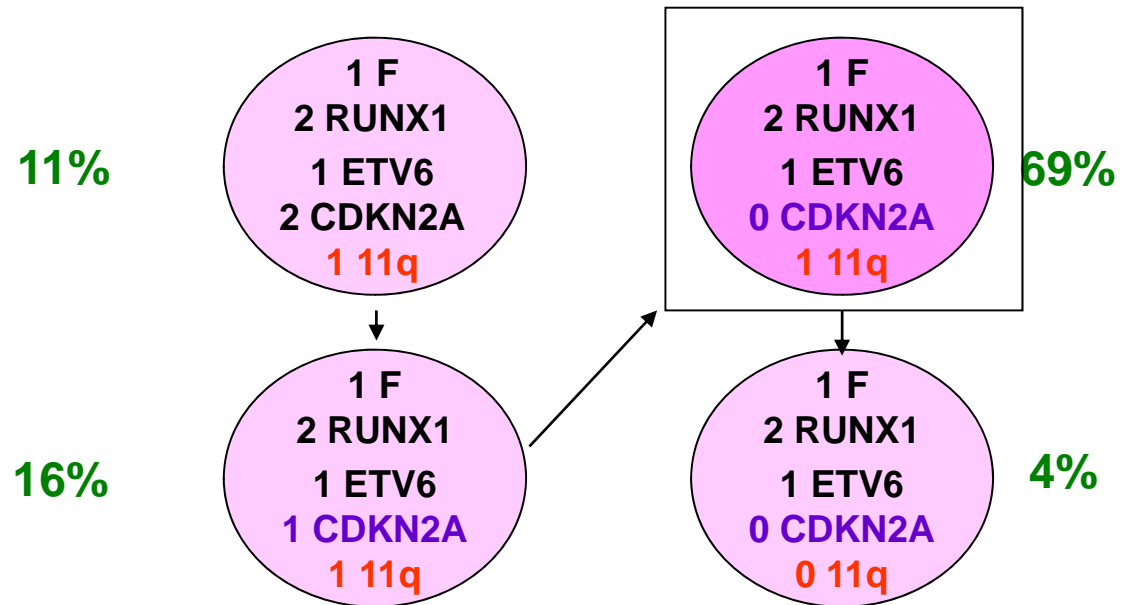 11%
1 F
2 RUNX1
1 ETV6
2 CDKN2A
1 11q
1 F
2 RUNX1
1 ETV6
0 CDKN2A
1 11q
69%
16%
1 F
2 RUNX1
1 ETV6
1 CDKN2A
1 11q
1 F
2 RUNX1
1 ETV6
0 CDKN2A
0 11q
4%